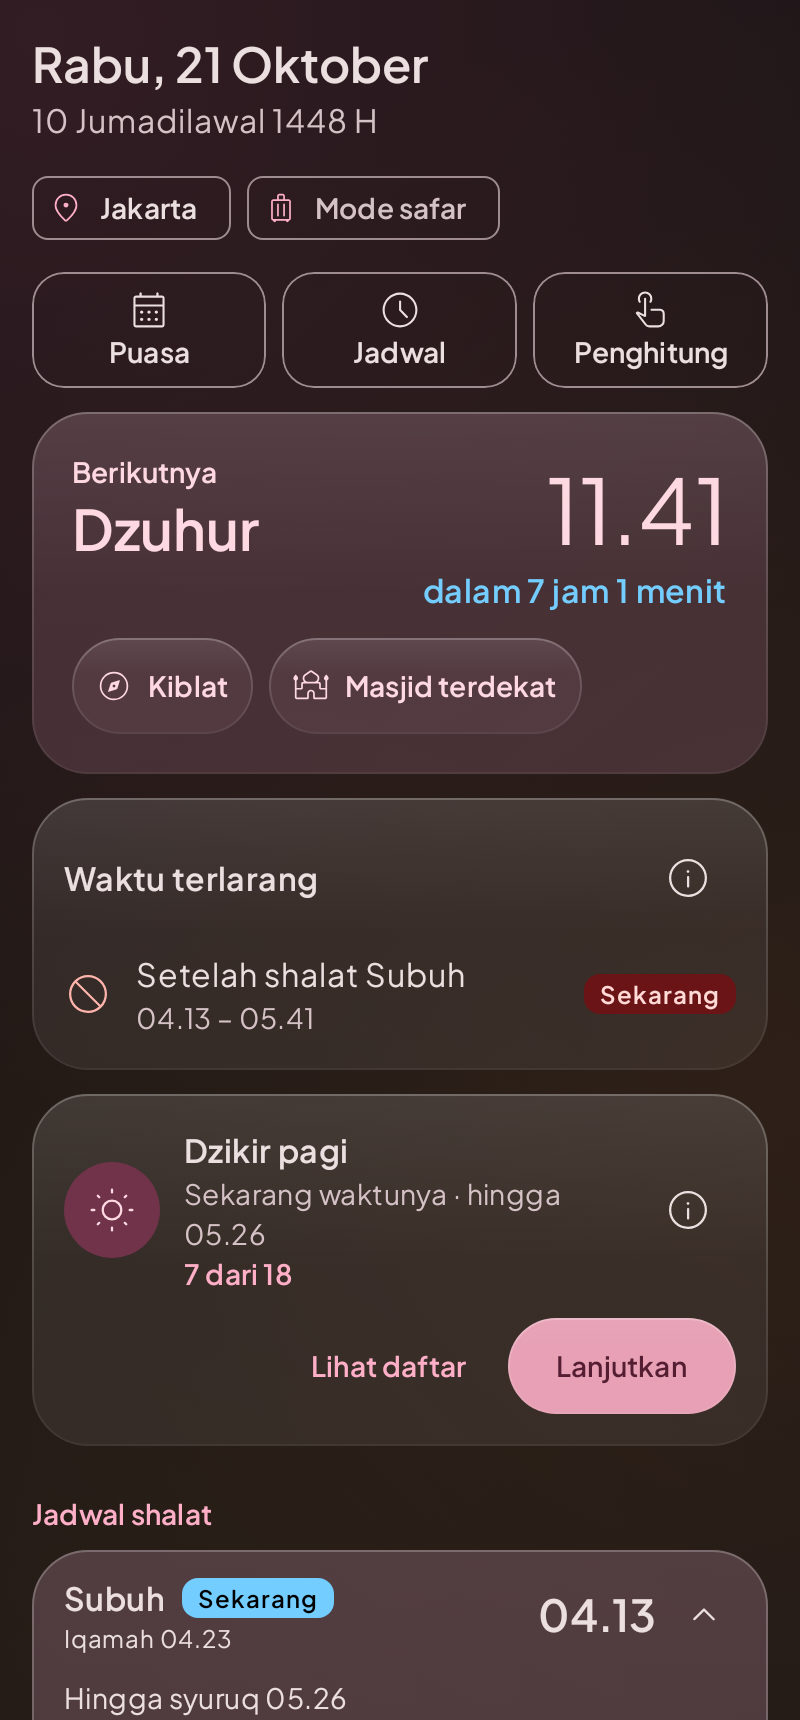 Rabu, 21 Oktober
10 Jumadilawal 1448 H
Jakarta
Mode safar
Puasa
Jadwal
Penghitung
Berikutnya
Dzuhur
11.41
dalam 7 jam 1 menit
Kiblat
Masjid terdekat
Waktu terlarang
Setelah shalat Subuh
04.13 – 05.41
Sekarang
Dzikir pagi
Sekarang waktunya · hingga
05.26
7 dari 18
Lihat daftar
Lanjutkan
Jadwal shalat
Subuh
Sekarang
04.13
Iqamah 04.23
Hingga syuruq 05.26